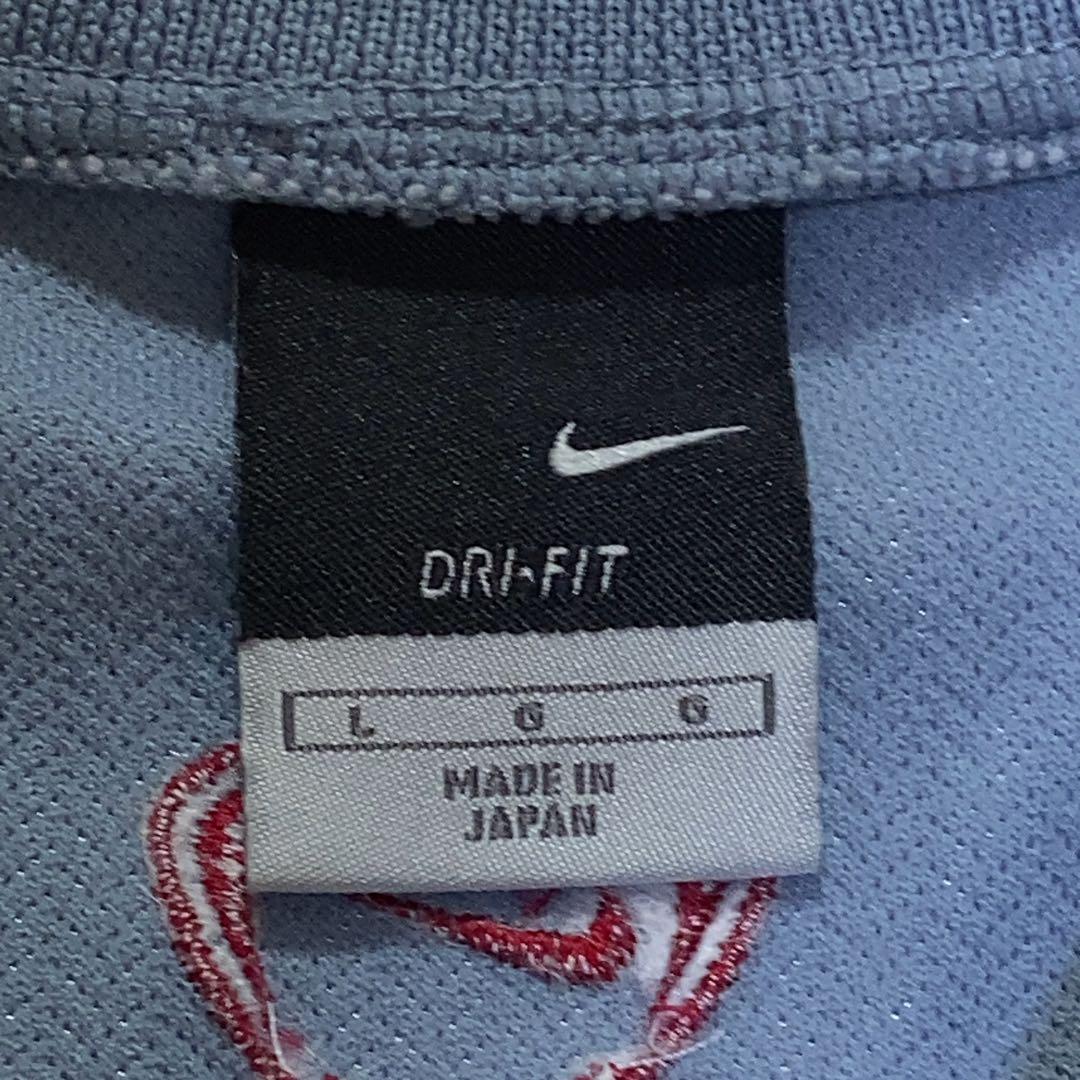 DRI-FIT
L G G
MADE IN
JAPAN